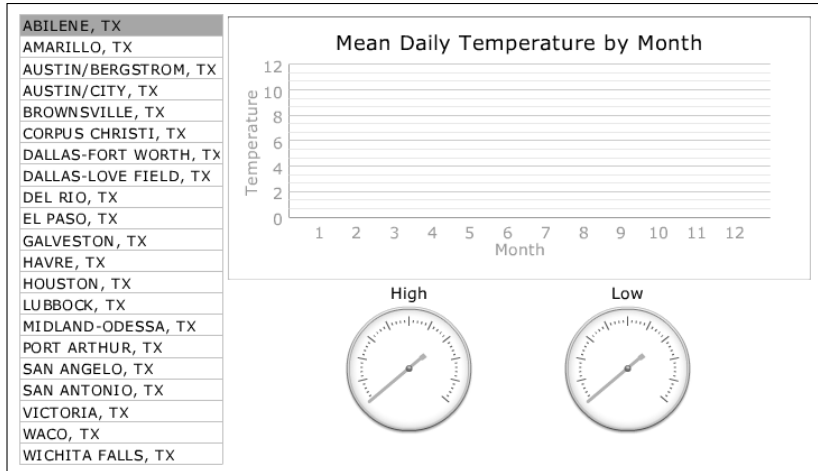 ABILENE, TX
AMARILLO, TX
AUSTIN/BERGSTROM, TX
AUSTIN/CITY, TX
BROWNSVILLE, TX
CORPUS CHRISTI, TX
DALLAS-FORT WORTH, TX
DALLAS-LOVE FIELD, TX
DEL RIO, TX
EL PASO, TX
GALVESTON, TX
HAVRE, TX
HOUSTON, TX
LUBBOCK, TX
MIDLAND-ODESSA, TX
PORT ARTHUR, TX
SAN ANGELO, TX
SAN ANTONIO, TX
VICTORIA, TX
WACO, TX
WICHITA FALLS, TX
Mean Daily Temperature by Month
Temperature
12
10
8
6
4
2
0
1 2 3 4 5 6 7 8 9 10 11 12
Month
High
Low